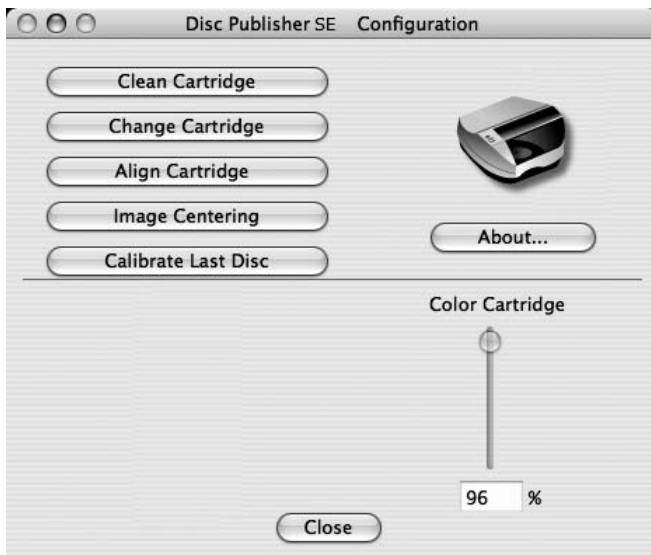 Disc Publisher SE Configuration
Clean Cartridge
Change Cartridge
Align Cartridge
Image Centering
Calibrate Last Disc
About...
Color Cartridge
96 %
Close